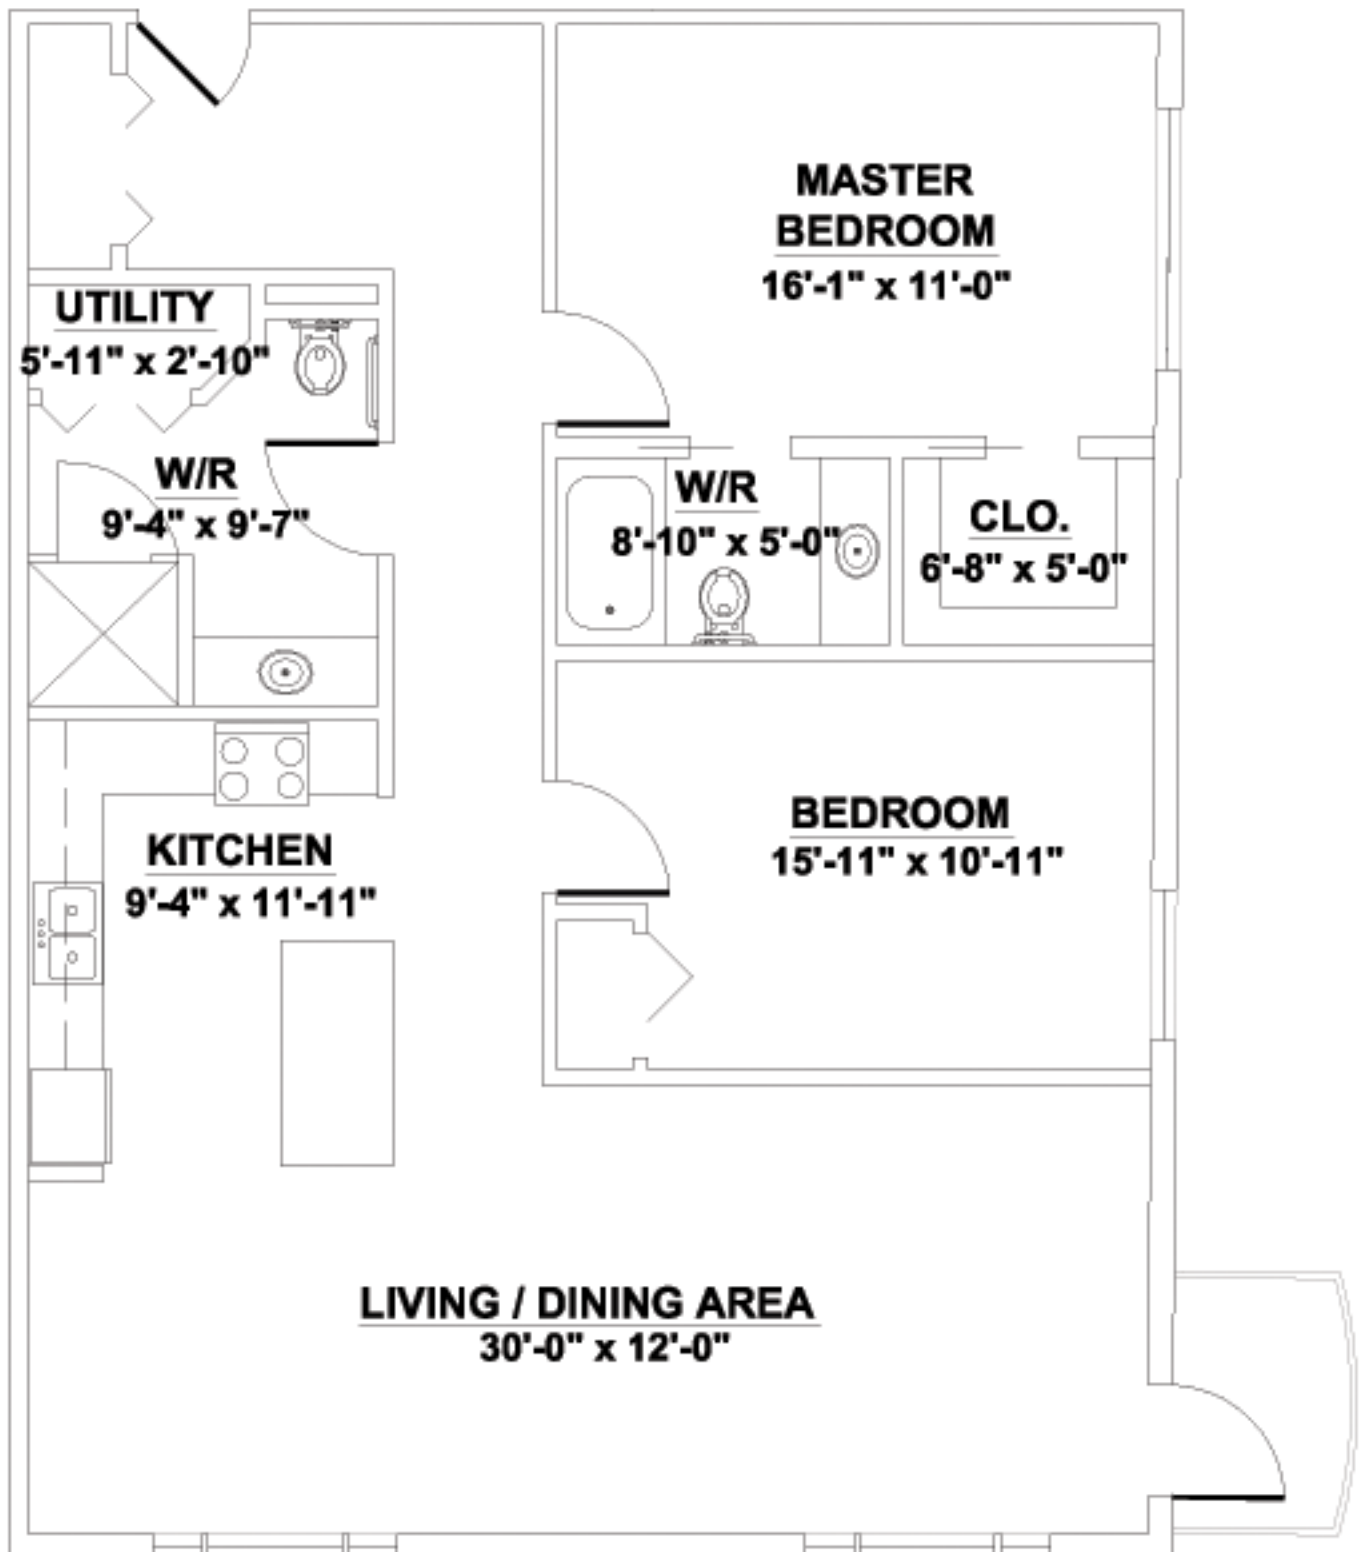 MASTER
BEDROOM
16'-1" x 11'-0"
UTILITY
5'-11" x 2'-10"
W/R
9'-4" x 9'-7"
W/R
8'-10" x 5'-0"
CLO.
6'-8" x 5'-0"
BEDROOM
15'-11" x 10'-11"
KITCHEN
9'-4" x 11'-11"
LIVING / DINING AREA
30'-0" x 12'-0"